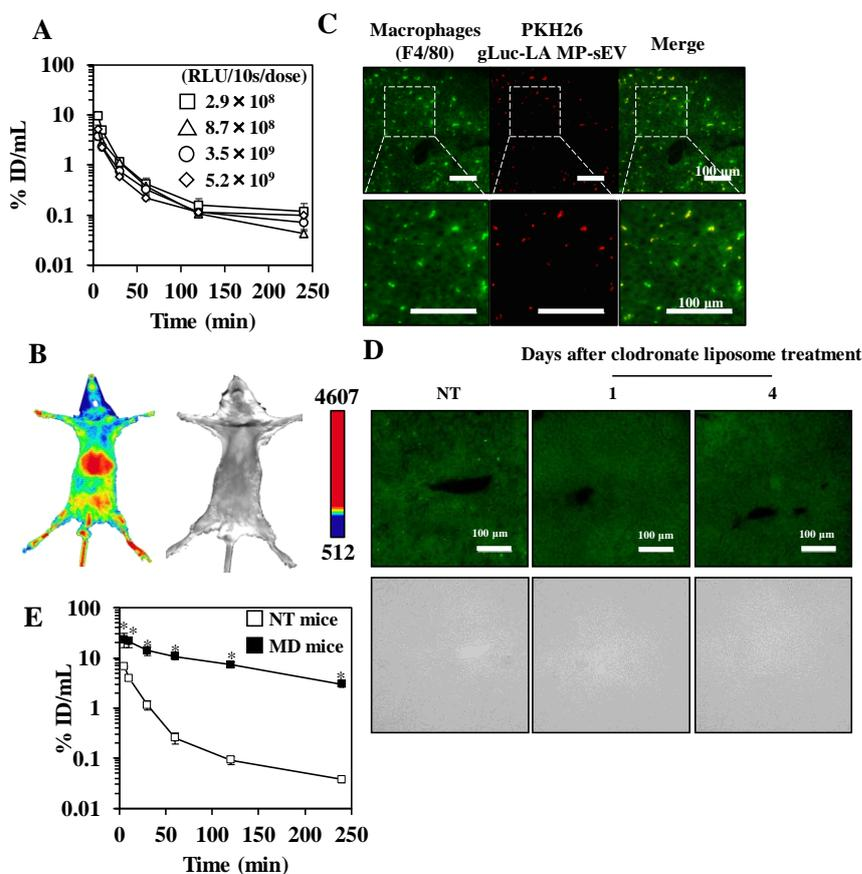 A
(RLU/10s/dose)
2.9 × 10⁸
8.7 × 10⁸
3.5 × 10⁹
5.2 × 10⁹
% ID/mL
100
10
1
0.1
0.01
0 50 100 150 200 250
Time (min)
B
4607
512
C
Macrophages
(F4/80)
PKH26
gLuc-LA MP-sEV
Merge
100 μm
100 μm
D
Days after clodronate liposome treatment
NT
1
4
100 μm
100 μm
100 μm
E
NT mice
MD mice
% ID/mL
100
10
1
0.1
0.01
* * * * * *
0 50 100 150 200 250
Time (min)